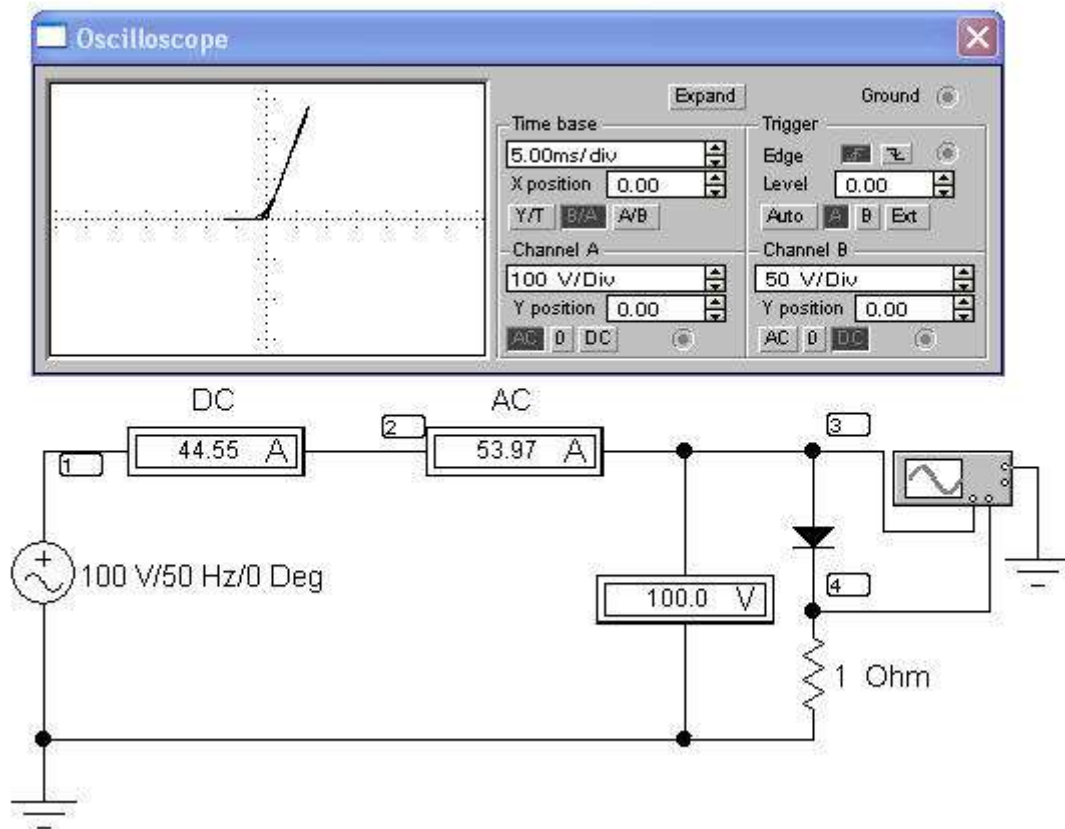 Oscilloscope
Expand Ground
Time base
5.00ms/div
X position 0.00
Y/T B/A A/B
Trigger
Edge
Level 0.00
Auto A B Ext
Channel A
100 V/Div
Y position 0.00
AC 0 DC
Channel B
50 V/Div
Y position 0.00
AC 0 DC
DC AC
1 44.55 A 2 53.97 A 3
100 V/50 Hz/0 Deg
100.0 V
4
1 Ohm